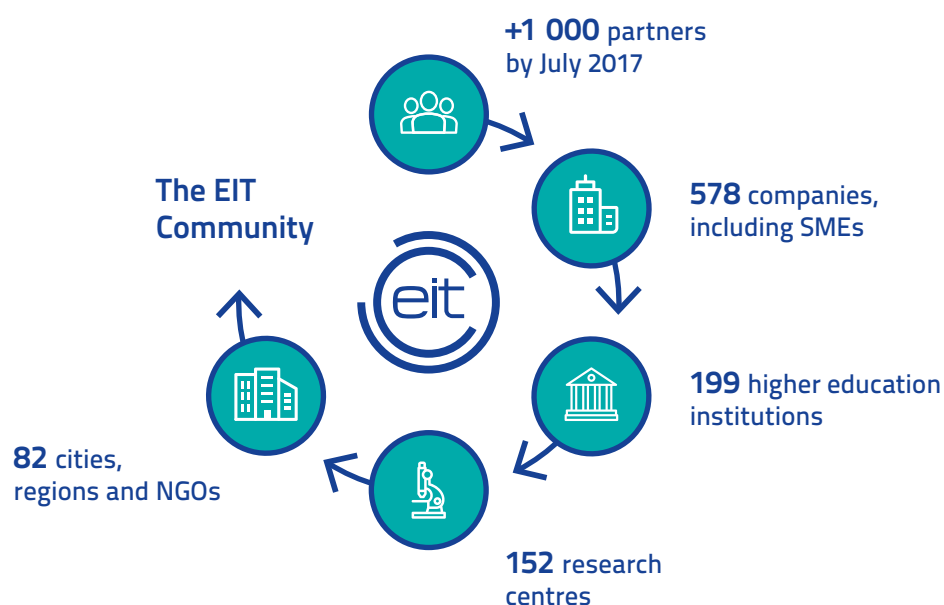 +1 000 partners
by July 2017
The EIT
Community
578 companies,
including SMEs
eit
199 higher education
institutions
82 cities,
regions and NGOs
152 research
centres